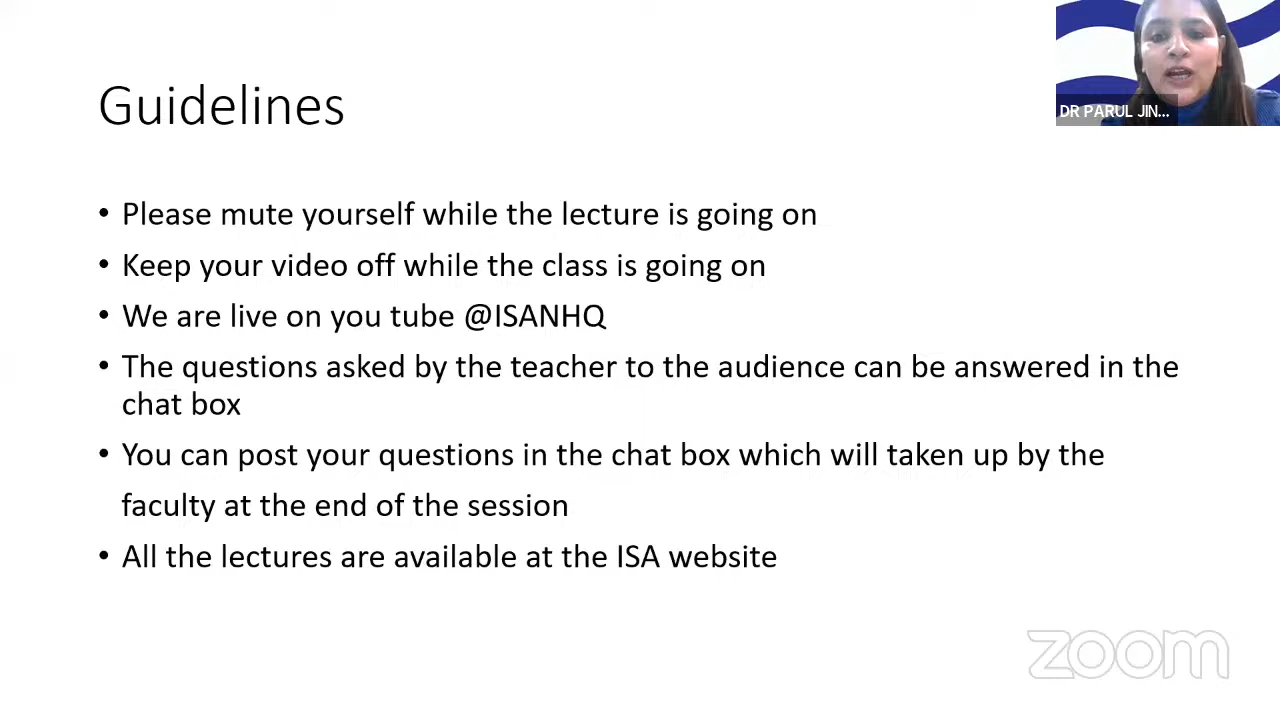 Guidelines
DR PARUL JIN...
• Please mute yourself while the lecture is going on
• Keep your video off while the class is going on
• We are live on you tube @ISANHQ
• The questions asked by the teacher to the audience can be answered in the
chat box
• You can post your questions in the chat box which will taken up by the
faculty at the end of the session
• All the lectures are available at the ISA website
zoom